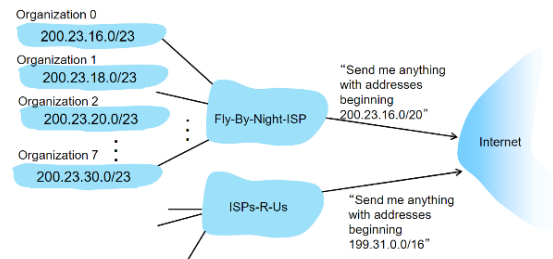 Organization 0
200.23.16.0/23
Organization 1
200.23.18.0/23
Organization 2
200.23.20.0/23
Organization 7
200.23.30.0/23
Fly-By-Night-ISP
“Send me anything
with addresses
beginning
200.23.16.0/20”
Internet
ISPs-R-Us
“Send me anything
with addresses
beginning
199.31.0.0/16”